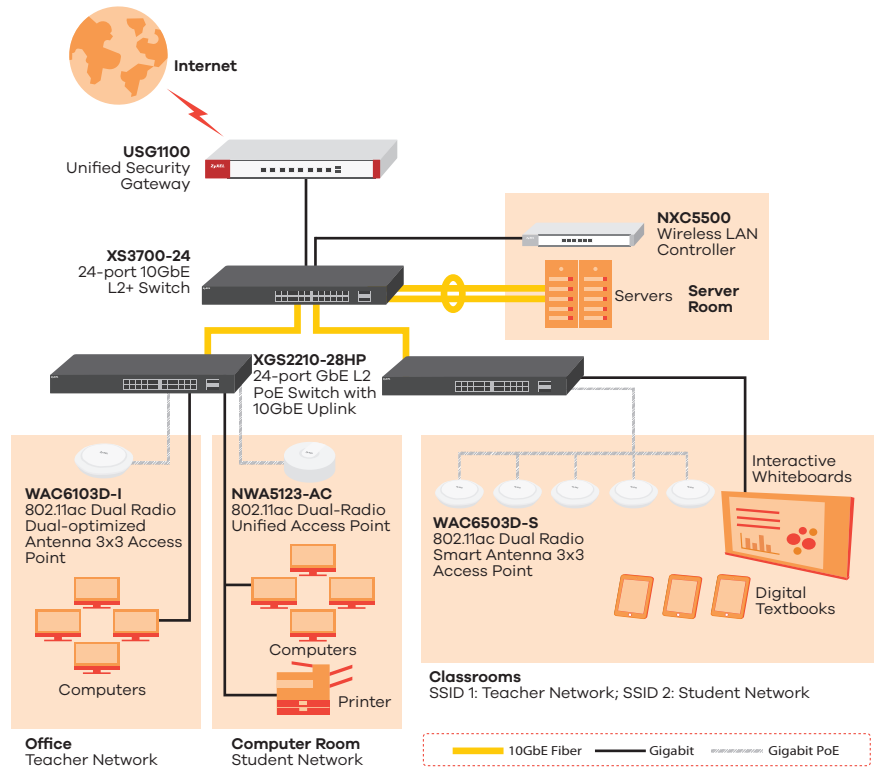 Internet
USG1100
Unified Security
Gateway
ZyXEL
XS3700-24
24-port 10GbE
L2+ Switch
NXC5500
Wireless LAN
Controller
Servers
Server
Room
XGS2210-28HP
24-port GbE L2
PoE Switch with
10GbE Uplink
WAC6103D-I
802.11ac Dual Radio
Dual-optimized
Antenna 3x3 Access
Point
Computers
NWA5123-AC
802.11ac Dual-Radio
Unified Access Point
Computers
Printer
WAC6503D-S
802.11ac Dual Radio
Smart Antenna 3x3
Access Point
Interactive
Whiteboards
Digital
Textbooks
Classrooms
SSID 1: Teacher Network; SSID 2: Student Network
Office
Teacher Network
Computer Room
Student Network
10GbE Fiber
Gigabit
Gigabit PoE